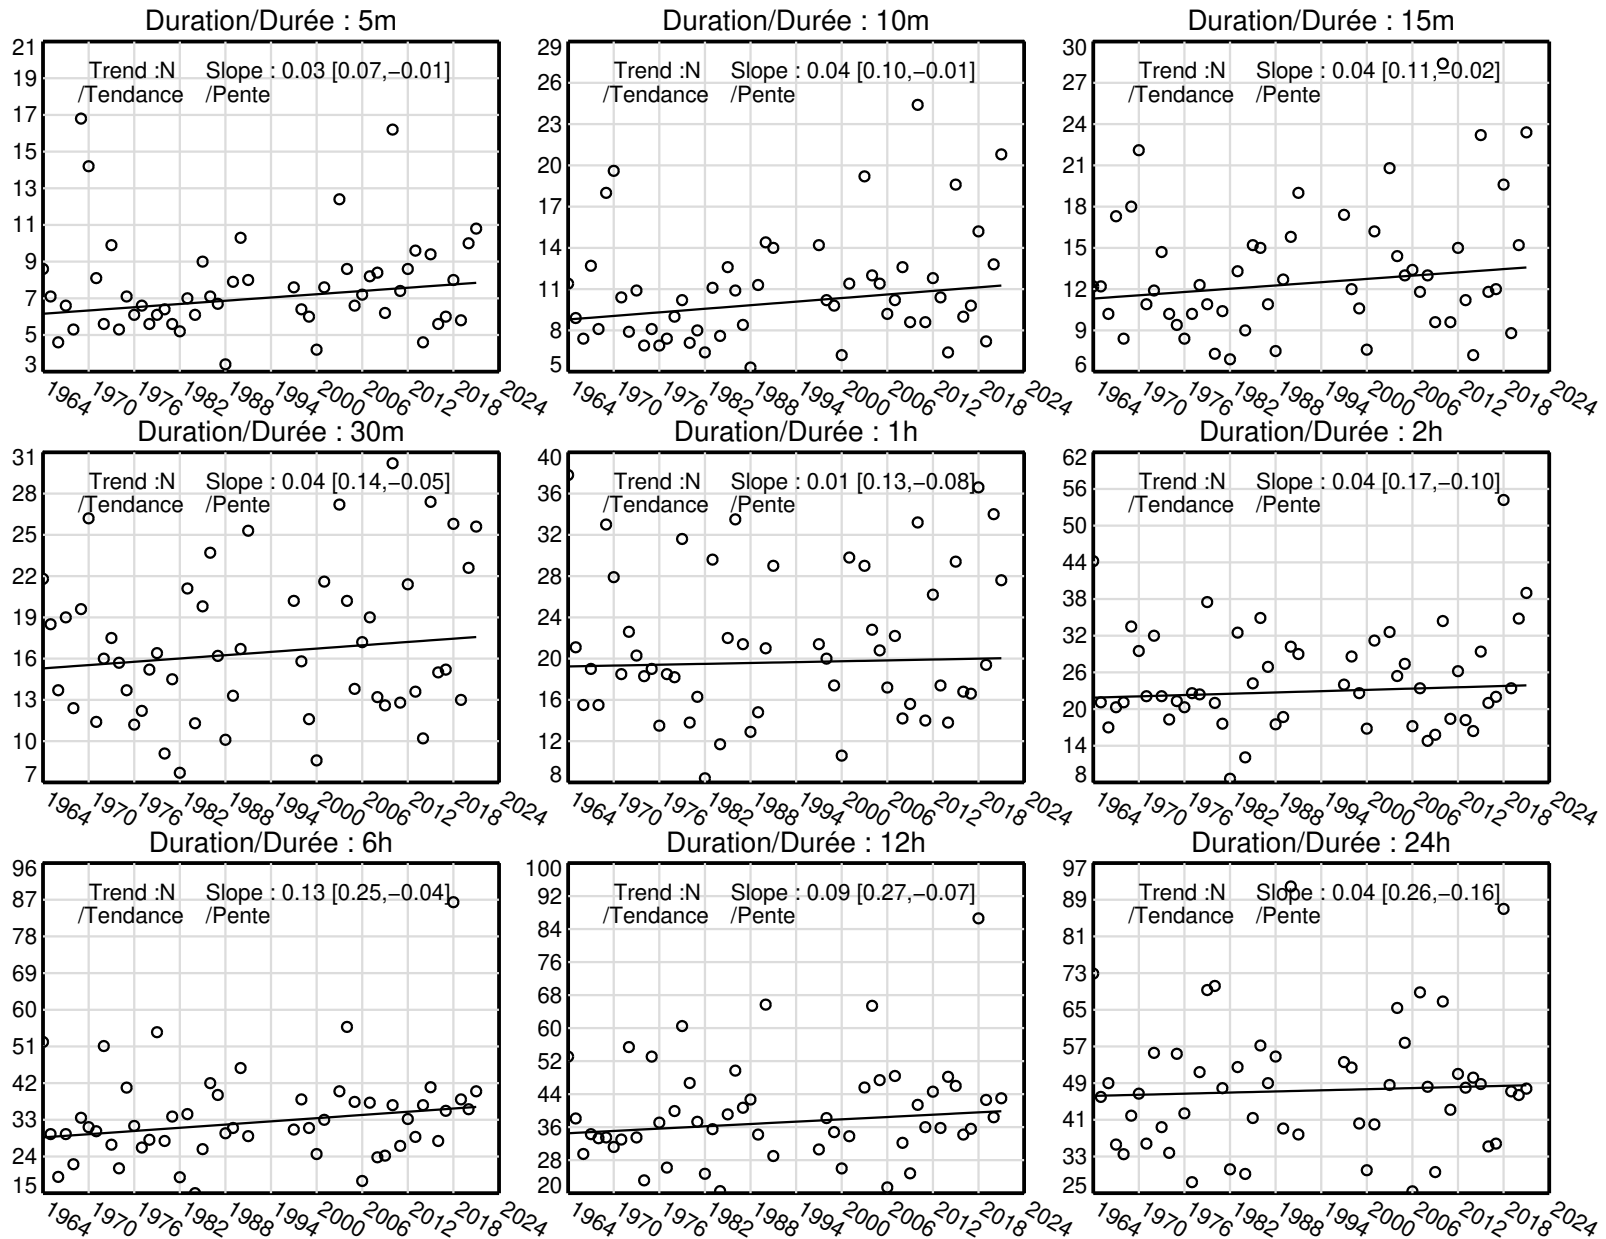 Duration/Durée : 5m
Trend :N Slope : 0.03 [0.07,−0.01]
/Tendance /Pente
21
19
17
15
13
11
9
7
5
3
1964 1970 1976 1982 1988 1994 2000 2006 2012 2018 2024
Duration/Durée : 10m
Trend :N Slope : 0.04 [0.10,−0.01]
/Tendance /Pente
29
26
23
20
17
14
11
8
5
1964 1970 1976 1982 1988 1994 2000 2006 2012 2018 2024
Duration/Durée : 15m
Trend :N Slope : 0.04 [0.11,−0.02]
/Tendance /Pente
30
27
24
21
18
15
12
9
6
1964 1970 1976 1982 1988 1994 2000 2006 2012 2018 2024
Duration/Durée : 30m
Trend :N Slope : 0.04 [0.14,−0.05]
/Tendance /Pente
31
28
25
22
19
16
13
10
7
1964 1970 1976 1982 1988 1994 2000 2006 2012 2018 2024
Duration/Durée : 1h
Trend :N Slope : 0.01 [0.13,−0.08]
/Tendance /Pente
40
36
32
28
24
20
16
12
8
1964 1970 1976 1982 1988 1994 2000 2006 2012 2018 2024
Duration/Durée : 2h
Trend :N Slope : 0.04 [0.17,−0.10]
/Tendance /Pente
62
56
50
44
38
32
26
20
14
8
1964 1970 1976 1982 1988 1994 2000 2006 2012 2018 2024
Duration/Durée : 6h
Trend :N Slope : 0.13 [0.25,−0.04]
/Tendance /Pente
96
87
78
69
60
51
42
33
24
15
1964 1970 1976 1982 1988 1994 2000 2006 2012 2018 2024
Duration/Durée : 12h
Trend :N Slope : 0.09 [0.27,−0.07]
/Tendance /Pente
100
92
84
76
68
60
52
44
36
28
20
1964 1970 1976 1982 1988 1994 2000 2006 2012 2018 2024
Duration/Durée : 24h
Trend :N Slope : 0.04 [0.26,−0.16]
/Tendance /Pente
97
89
81
73
65
57
49
41
33
25
1964 1970 1976 1982 1988 1994 2000 2006 2012 2018 2024